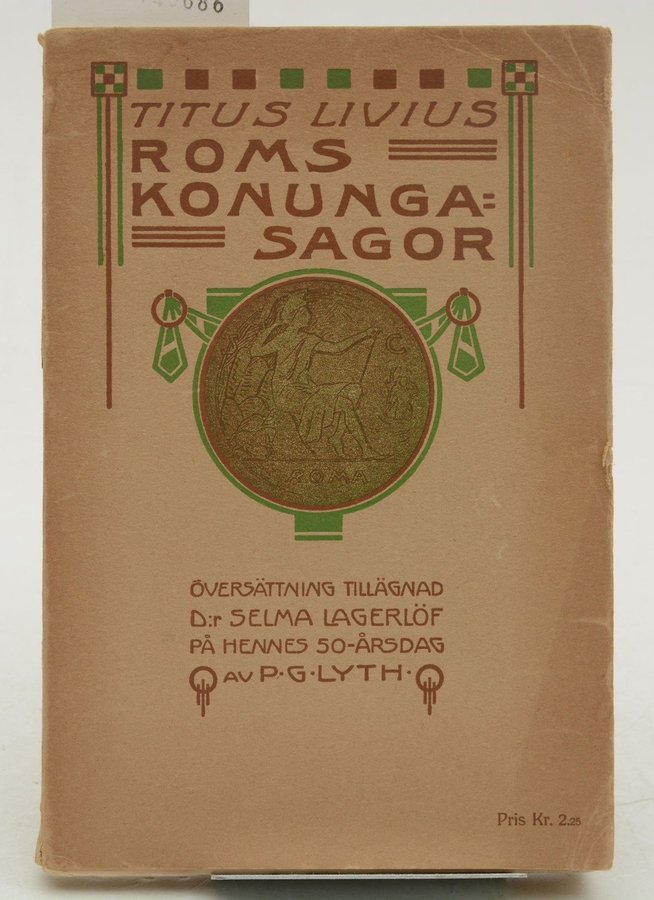 TITUS LIVIUS
ROMS
KONUNGA=
SAGOR
C
ROMA
ÖVERSÄTTNING TILLÄGNAD
D:r SELMA LAGERLÖF
PÅ HENNES 50-ÅRSDAG
AV P·G·LYTH·
Pris Kr. 2.25